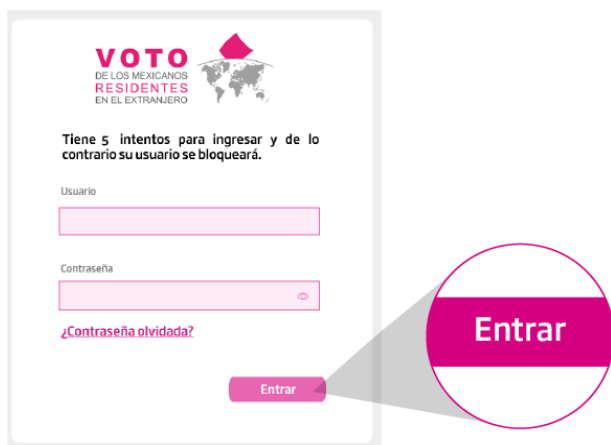 VOTO
DE LOS MEXICANOS
RESIDENTES
EN EL EXTRANJERO
Tiene 5 intentos para ingresar y de lo
contrario su usuario se bloqueará.
Usuario
Contraseña
¿Contraseña olvidada?
Entrar
Entrar